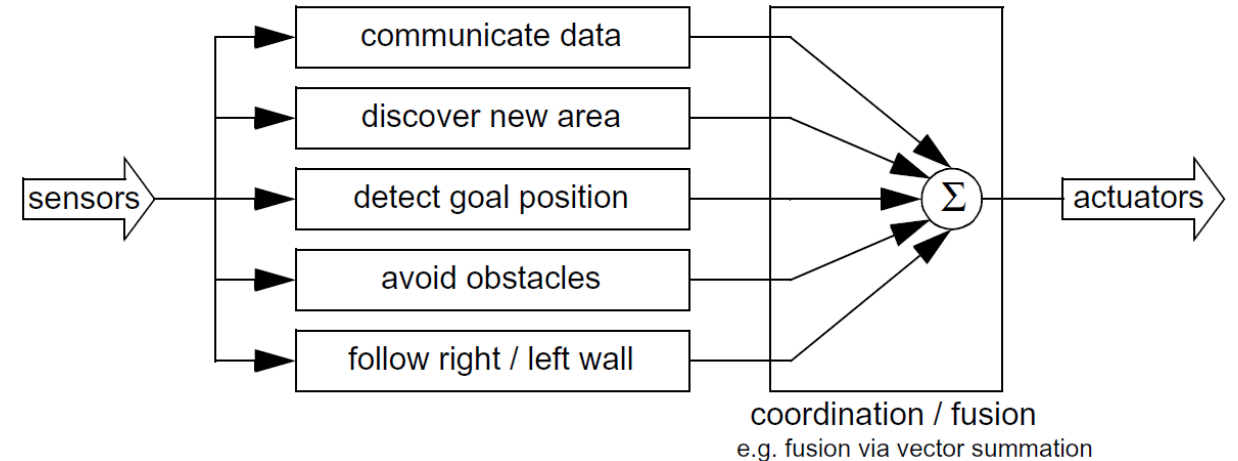 communicate data
discover new area
sensors
detect goal position
Σ
actuators
avoid obstacles
follow right / left wall
coordination / fusion
e.g. fusion via vector summation